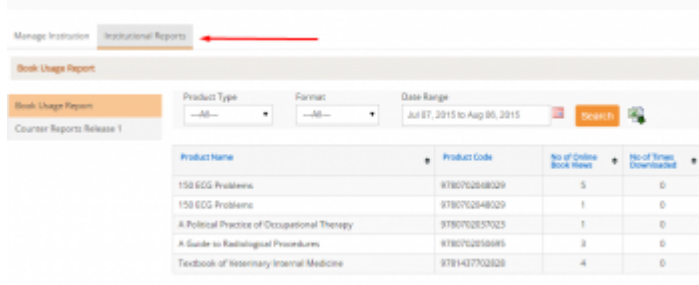 Manage Institution
Institutional Reports
Book Usage Report
Book Usage Report
Counter Reports Release 1
Product Type
Format
Date Range
---All---
---All---
Jul 07, 2015 to Aug 06, 2015
Search
Product Name Product Code No of Online Book Views No of Times Downloaded
150 ECG Problems 9780702048029 5 0
150 ECG Problems 9780702048029 1 0
A Political Practice of Occupational Therapy 9780702037023 1 0
A Guide to Radiological Procedures 3 0
Textbook of Veterinary Internal Medicine 9781437702828 4 0